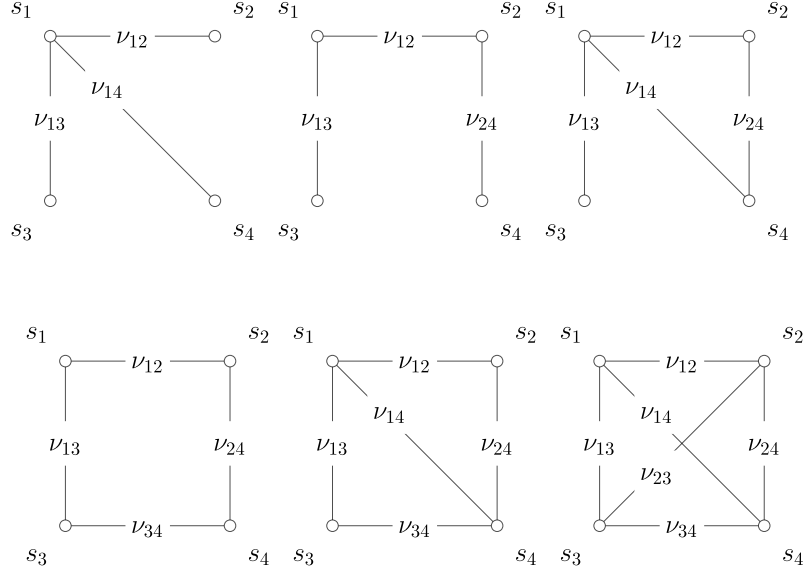 s₁ s₂ s₁ s₂ s₁ s₂
ν₁₂ ν₁₂ ν₁₂
ν₁₄ ν₁₄
ν₁₃ ν₁₃ ν₂₄ ν₁₃ ν₂₄
s₃ s₄ s₃ s₄ s₃ s₄
s₁ s₂ s₁ s₂ s₁ s₂
ν₁₂ ν₁₂ ν₁₂
ν₁₄ ν₁₄
ν₁₃ ν₂₄ ν₁₃ ν₂₄ ν₁₃ ν₂₄
ν₂₃
ν₃₄ ν₃₄ ν₃₄
s₃ s₄ s₃ s₄ s₃ s₄